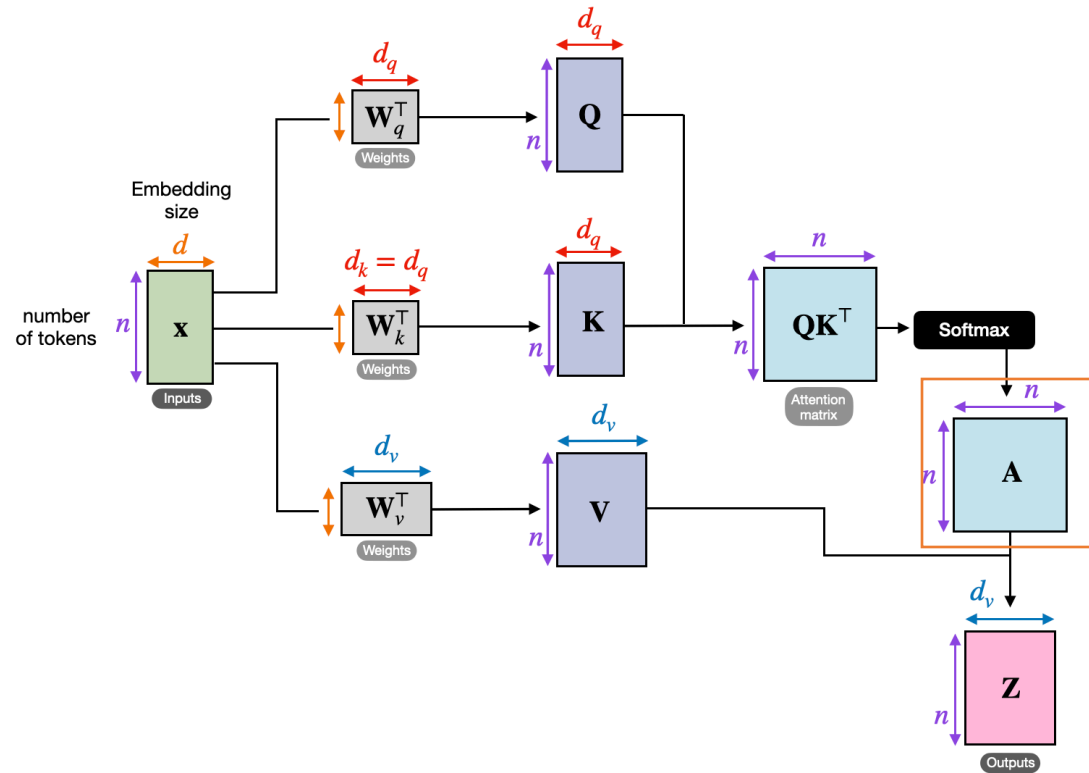 d_q
W_q^⊤
Weights
d_q
n
Q
Embedding
size
d
number
of tokens
n
x
Inputs
d_k = d_q
W_k^⊤
Weights
d_q
n
K
n
n
QK^⊤
Attention
matrix
Softmax
n
n
A
d_v
W_v^⊤
Weights
d_v
n
V
d_v
n
Z
Outputs